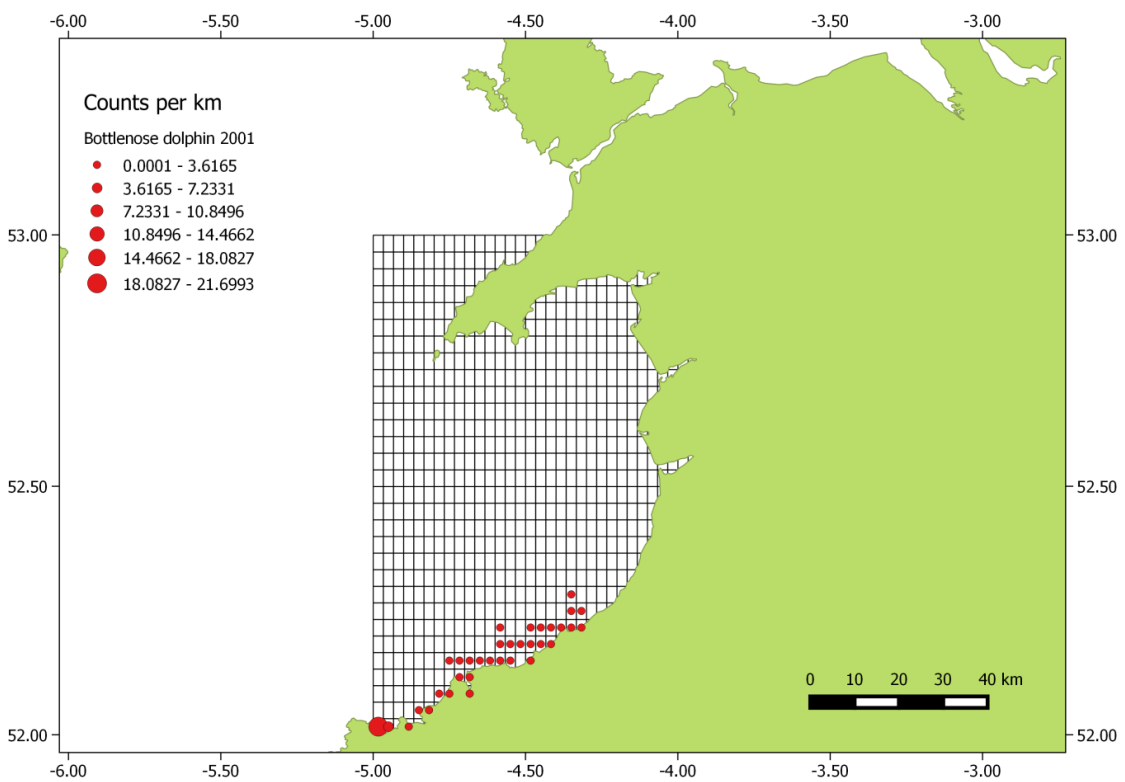 -6.00 -5.50 -5.00 -4.50 -4.00 -3.50 -3.00
Counts per km
Bottlenose dolphin 2001
0.0001 - 3.6165
3.6165 - 7.2331
7.2331 - 10.8496
10.8496 - 14.4662
14.4662 - 18.0827
18.0827 - 21.6993
53.00 53.00
52.50 52.50
0 10 20 30 40 km
52.00 52.00
-6.00 -5.50 -5.00 -4.50 -4.00 -3.50 -3.00